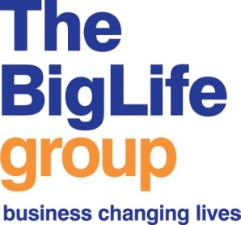 The
BigLife
group
business changing lives